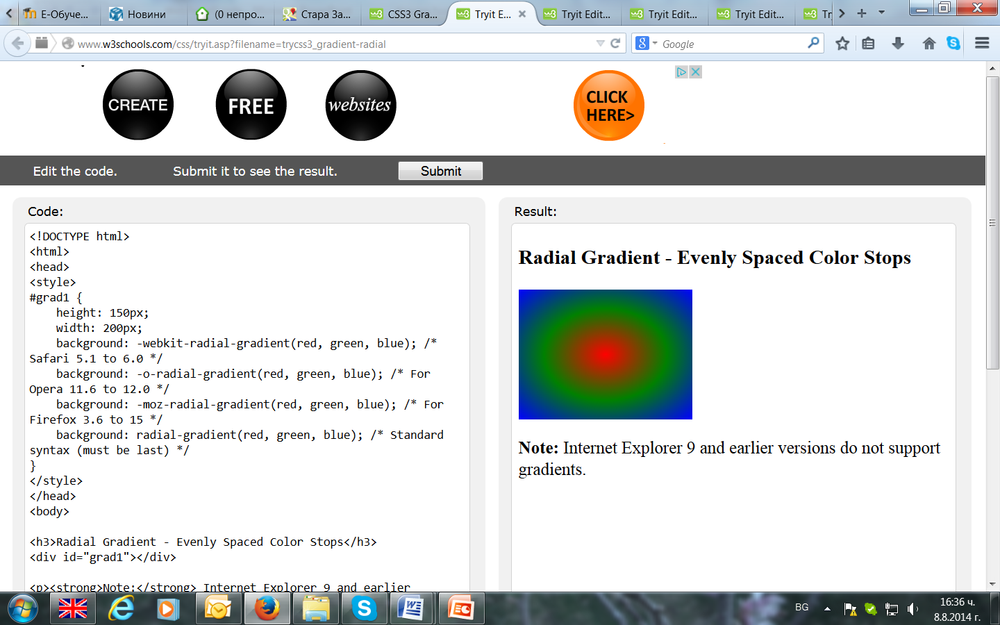 Е-Обуче...
Новини
(0 непро...
Стара За...
CSS3 Gra...
Tryit E...
Tryit Edit...
Tryit Edit...
Tryit Edit...
Tr
www.w3schools.com/css/tryit.asp?filename=trycss3_gradient-radial
Google
CREATE
FREE
websites
CLICK
HERE>
Edit the code.
Submit it to see the result.
Submit
Code:
<!DOCTYPE html>
<html>
<head>
<style>
#grad1 {
    height: 150px;
    width: 200px;
    background: -webkit-radial-gradient(red, green, blue); /*
Safari 5.1 to 6.0 */
    background: -o-radial-gradient(red, green, blue); /* For
Opera 11.6 to 12.0 */
    background: -moz-radial-gradient(red, green, blue); /* For
Firefox 3.6 to 15 */
    background: radial-gradient(red, green, blue); /* Standard
syntax (must be last) */
}
</style>
</head>
<body>
<h3>Radial Gradient - Evenly Spaced Color Stops</h3>
<div id="grad1"></div>
<p><strong>Note:</strong> Internet Explorer 9 and earlier
Result:
Radial Gradient - Evenly Spaced Color Stops
Note: Internet Explorer 9 and earlier versions do not support
gradients.
BG
16:36 ч.
8.8.2014 г.